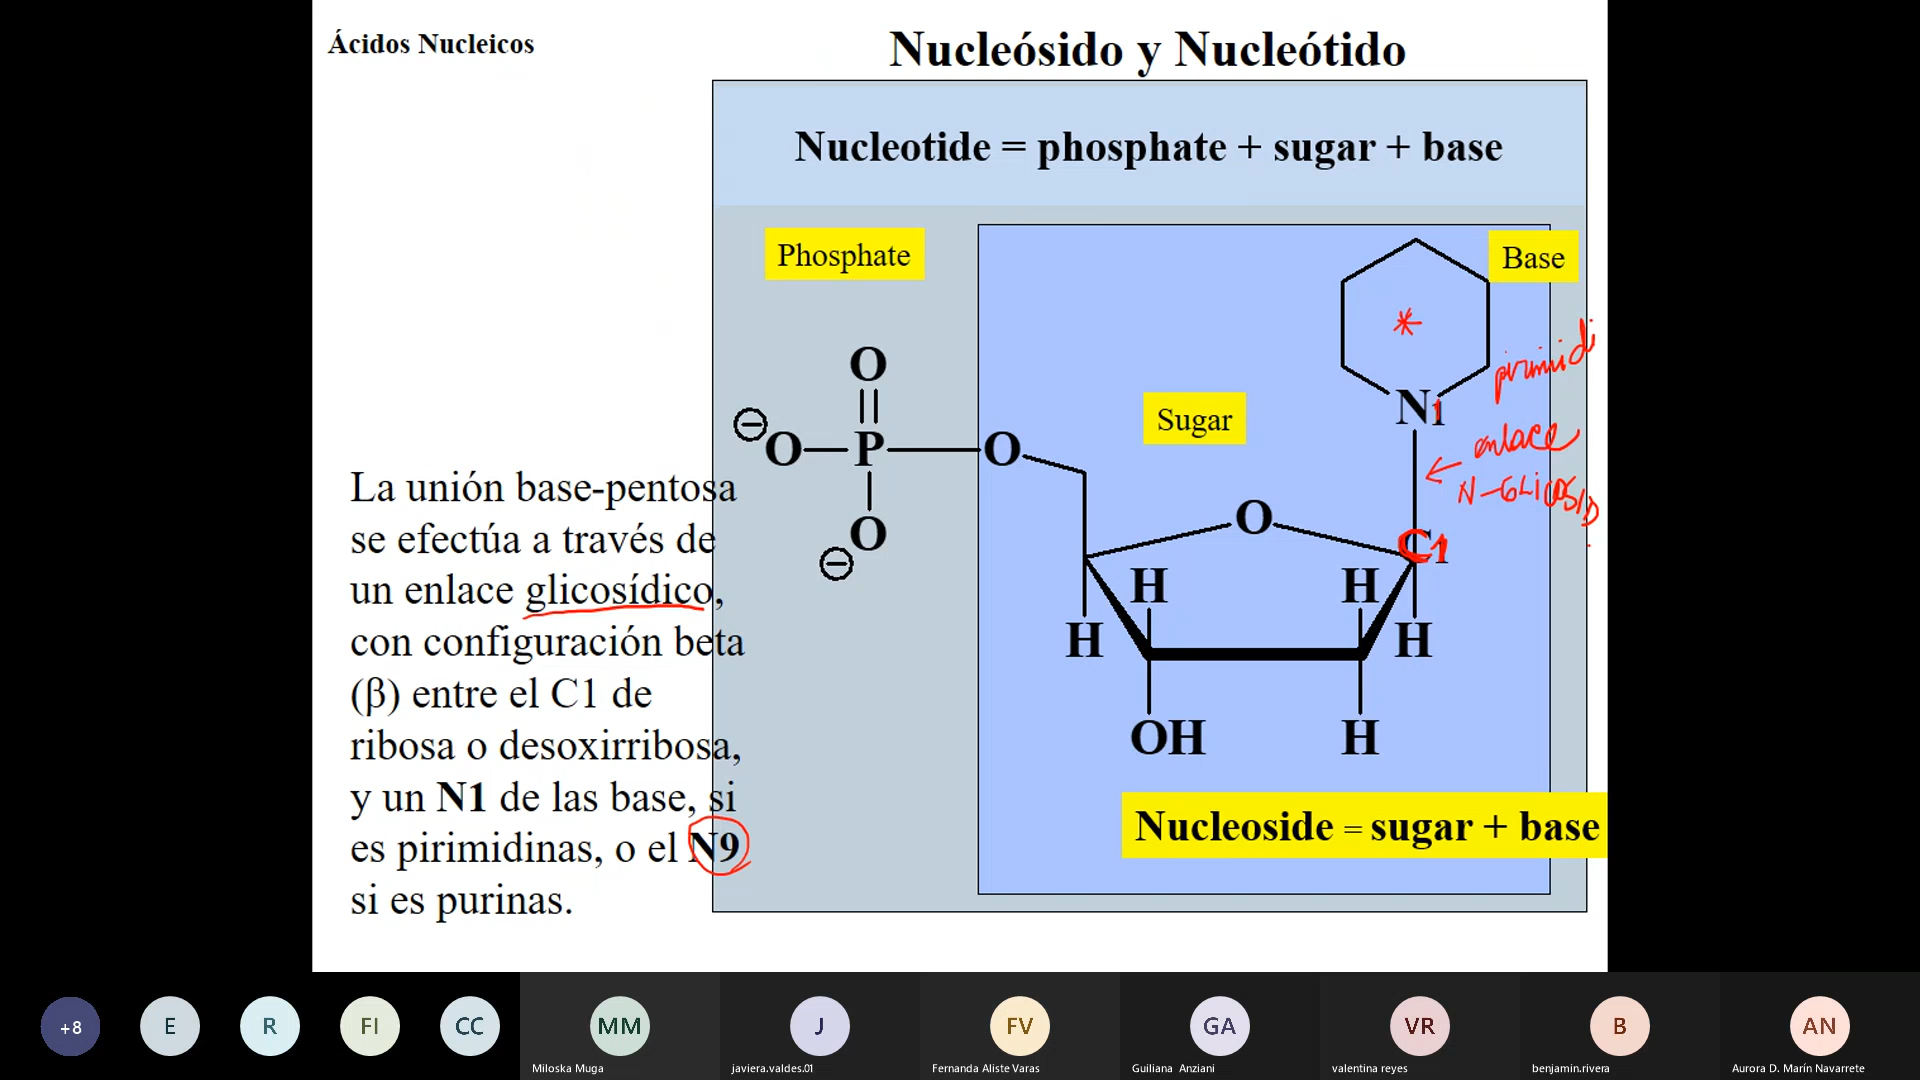 Ácidos Nucleicos
Nucleósido y Nucleótido
Nucleotide = phosphate + sugar + base
Phosphate
Base
*
pirimidi
O
N1
Sugar
enlace
O P O
N-GLICOSID
O
O
C1
H H
H H
OH H
La unión base-pentosa
se efectúa a través de
un enlace glicosídico,
con configuración beta
(β) entre el C1 de
ribosa o desoxirribosa,
y un N1 de las base, si
es pirimidinas, o el N9
si es purinas.
Nucleoside = sugar + base
+8
E
R
FI
CC
MM
J
FV
GA
VR
B
AN
Miloska Muga
javiera.valdes.01
Fernanda Aliste Varas
Guiliana Anziani
valentina reyes
benjamin.rivera
Aurora D. Marín Navarrete